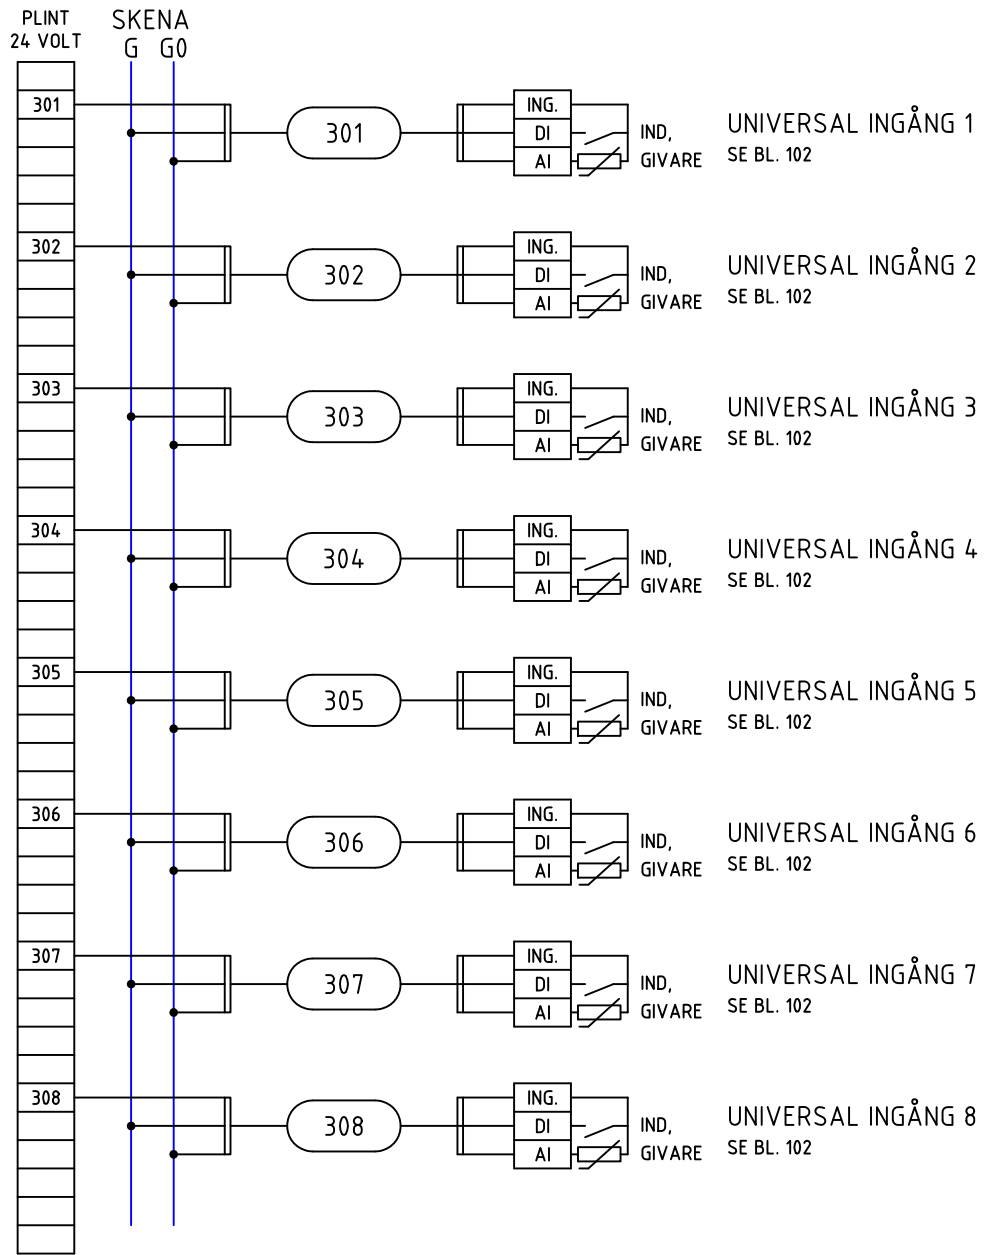 PLINT
24 VOLT
SKENA
G G0
301
301
ING.
DI
AI
IND,
GIVARE
UNIVERSAL INGÅNG 1
SE BL. 102
302
302
ING.
DI
AI
IND,
GIVARE
UNIVERSAL INGÅNG 2
SE BL. 102
303
303
ING.
DI
AI
IND,
GIVARE
UNIVERSAL INGÅNG 3
SE BL. 102
304
304
ING.
DI
AI
IND,
GIVARE
UNIVERSAL INGÅNG 4
SE BL. 102
305
305
ING.
DI
AI
IND,
GIVARE
UNIVERSAL INGÅNG 5
SE BL. 102
306
306
ING.
DI
AI
IND,
GIVARE
UNIVERSAL INGÅNG 6
SE BL. 102
307
307
ING.
DI
AI
IND,
GIVARE
UNIVERSAL INGÅNG 7
SE BL. 102
308
308
ING.
DI
AI
IND,
GIVARE
UNIVERSAL INGÅNG 8
SE BL. 102